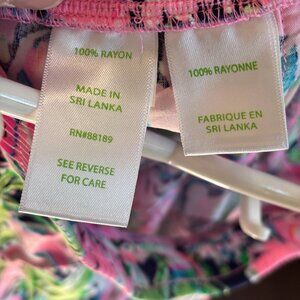 100% RAYON
MADE IN
SRI LANKA
RN#88189
SEE REVERSE
FOR CARE
100% RAYONNE
FABRIQUE EN
SRI LANKA